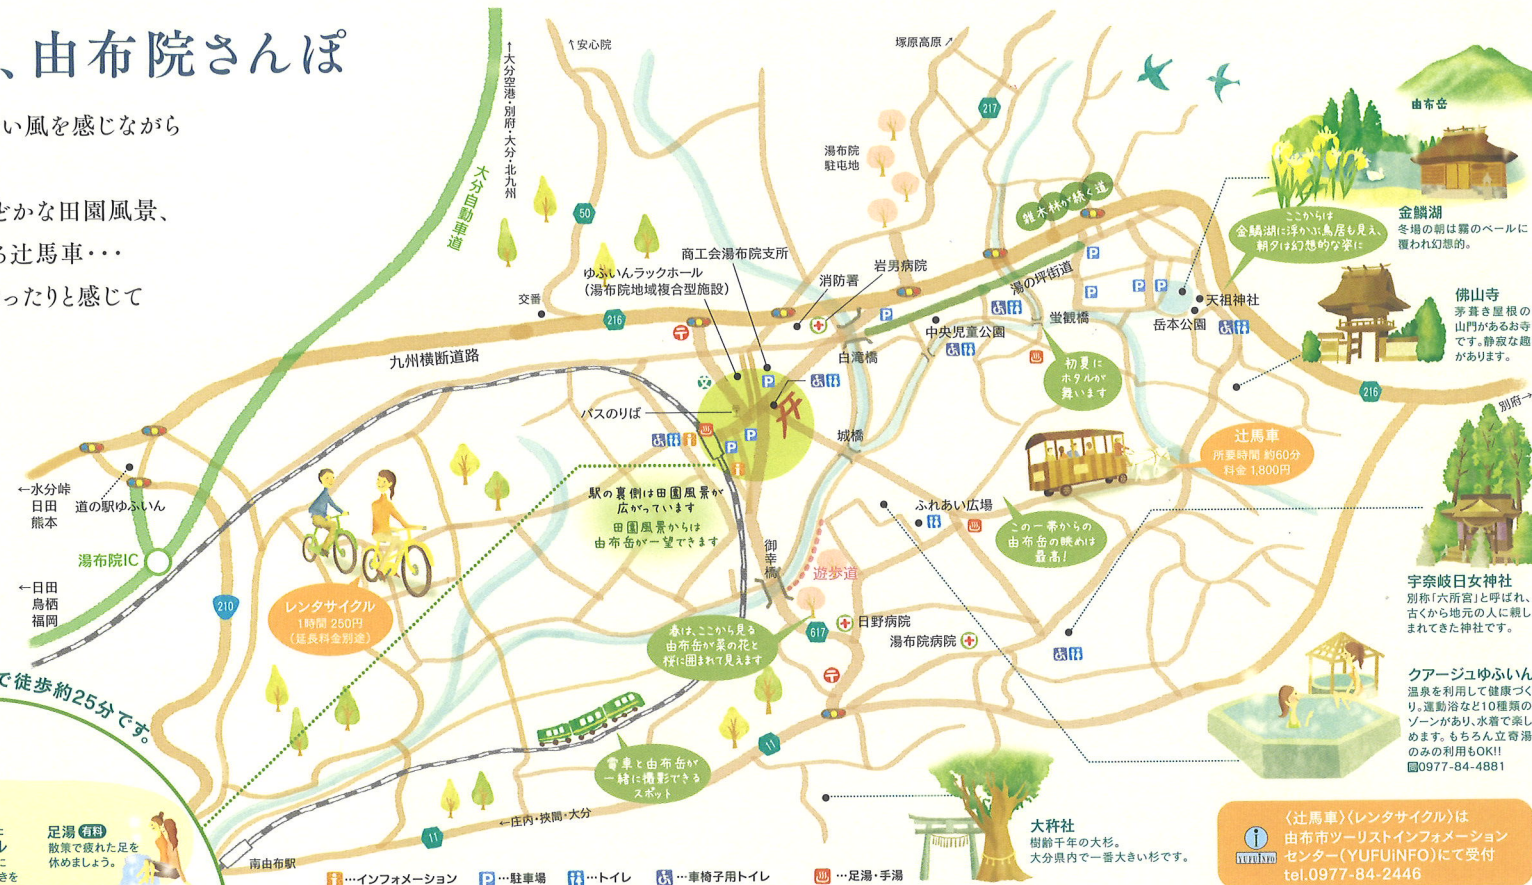 、由布院さんぽ
い風を感じながら
どかな田園風景、
る辻馬車・・・
ったりと感じて
↑安心院
↑大分空港・別府・大分・北九州
大分自動車道
塚原高原↗
217
湯布院
駐屯地
50
雑木林が続く道
由布岳
金鱗湖
冬場の朝は霧のベールに
覆われ幻想的。
ここからは
金鱗湖に浮かぶ鳥居も見え、
朝夕は幻想的な姿に
商工会湯布院支所
ゆふいんラックホール
(湯布院地域複合型施設)
消防署
岩男病院
湯の坪街道
P
P
P
P
P
天祖神社
岳本公園
佛山寺
茅葺き屋根の
山門があるお寺
です。静寂な趣
があります。
交番
216
中央児童公園
蛍観橋
白滝橋
九州横断道路
初夏に
ホタルが
舞います
216
別府→
P
バスのりば
P
P
城橋
辻馬車
所要時間 約60分
料金 1,800円
←水分峠
日田
熊本
道の駅ゆふいん
駅の裏側は田園風景が
広がっています
田園風景からは
由布岳が一望できます
ふれあい広場
この一帯からの
由布岳の眺めは
最高!
湯布院IC
御幸橋
遊歩道
←日田
鳥栖
福岡
210
レンタサイクル
1時間 250円
(延長料金別途)
宇奈岐日女神社
別称「六所宮」と呼ばれ、
古くから地元の人に親し
まれてきた神社です。
春は、ここから見る
由布岳が菜の花と
桜に囲まれて見えます
617
日野病院
湯布院病院
で徒歩約25分です。
クアージュゆふいん
温泉を利用して健康づく
り。運動浴など10種類の
ゾーンがあり、水着で楽し
めます。もちろん立寄湯
のみの利用もOK!!
0977-84-4881
11
電車と由布岳が
一緒に撮影できる
スポット
←庄内・挾間・大分
11
足湯 有料
散策で疲れた足を
休めましょう。
南由布駅
大杵社
樹齢千年の大杉。
大分県内で一番大きい杉です。
〈辻馬車〉〈レンタサイクル〉は
由布市ツーリストインフォメーション
センター(YUFUiNFO)にて受付
tel.0977-84-2446
YUFUiNFO
…インフォメーション
P…駐車場
…トイレ
…車椅子用トイレ
…足湯・手湯